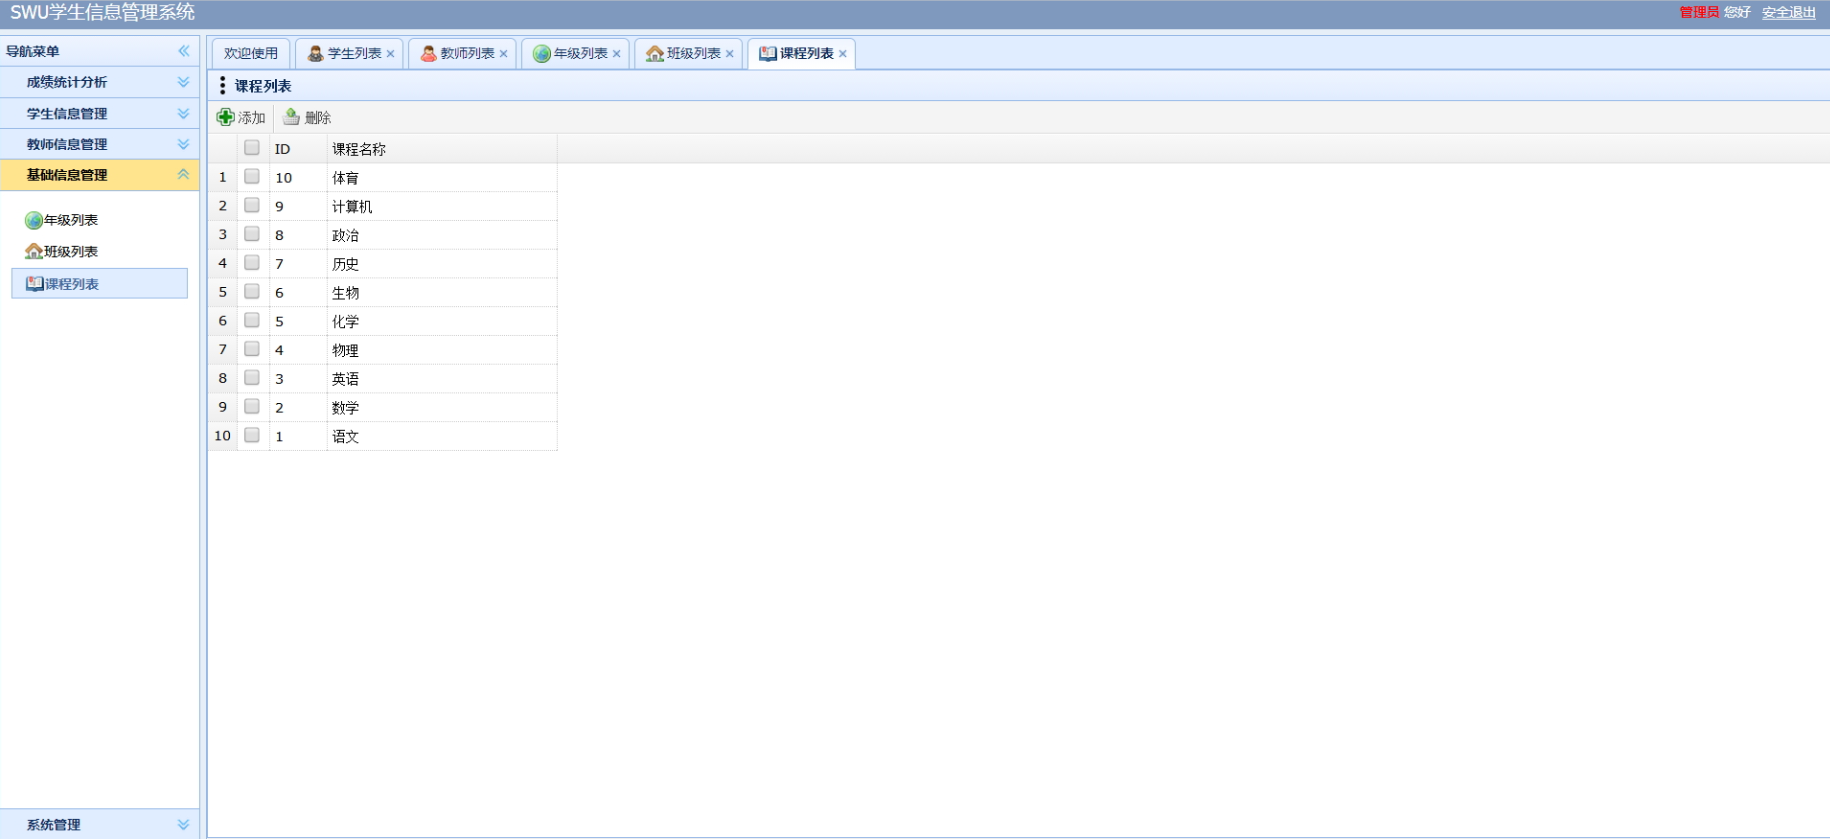 SWU学生信息管理系统
管理员 您好 安全退出
导航菜单
成绩统计分析
学生信息管理
教师信息管理
基础信息管理
年级列表
班级列表
课程列表
系统管理
欢迎使用 学生列表 教师列表 年级列表 班级列表 课程列表
课程列表
添加 删除
ID 课程名称
1 10 体育
2 9 计算机
3 8 政治
4 7 历史
5 6 生物
6 5 化学
7 4 物理
8 3 英语
9 2 数学
10 1 语文